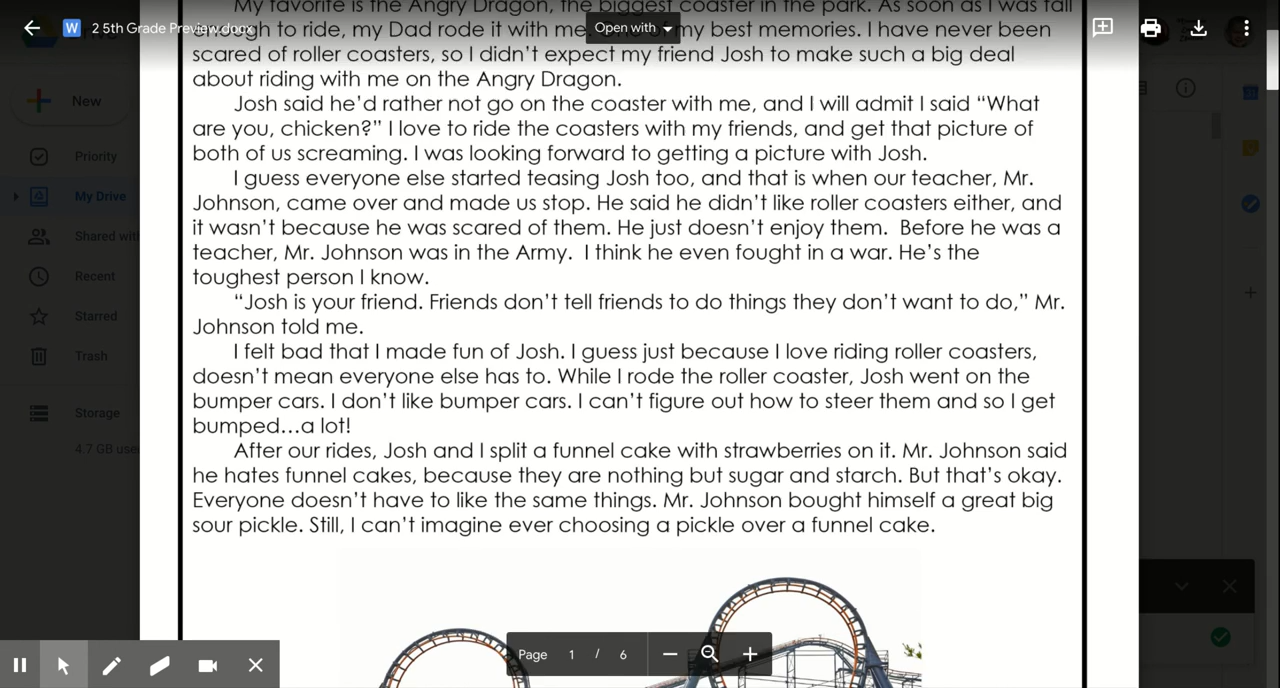 My favorite is the Angry Dragon, the biggest coaster in the park. As soon as I was tall
2 5th Grade Preview.docx
Open with
to ride, my Dad rode it with me. my best memories. I have never been
scared of roller coasters, so I didn't expect my friend Josh to make such a big deal
about riding with me on the Angry Dragon.
New
Josh said he'd rather not go on the coaster with me, and I will admit I said “What
are you, chicken?” I love to ride the coasters with my friends, and get that picture of
both of us screaming. I was looking forward to getting a picture with Josh.
Priority
I guess everyone else started teasing Josh too, and that is when our teacher, Mr.
My Drive
Johnson, came over and made us stop. He said he didn't like roller coasters either, and
it wasn't because he was scared of them. He just doesn't enjoy them.  Before he was a
Shared with
teacher, Mr. Johnson was in the Army.  I think he even fought in a war. He's the
toughest person I know.
Recent
“Josh is your friend. Friends don't tell friends to do things they don't want to do,” Mr.
Starred
Johnson told me.
I felt bad that I made fun of Josh. I guess just because I love riding roller coasters,
Trash
doesn't mean everyone else has to. While I rode the roller coaster, Josh went on the
bumper cars. I don't like bumper cars. I can't figure out how to steer them and so I get
Storage
bumped...a lot!
4.7 GB used
After our rides, Josh and I split a funnel cake with strawberries on it. Mr. Johnson said
he hates funnel cakes, because they are nothing but sugar and starch. But that's okay.
Everyone doesn't have to like the same things. Mr. Johnson bought himself a great big
sour pickle. Still, I can't imagine ever choosing a pickle over a funnel cake.
Page 1 / 6